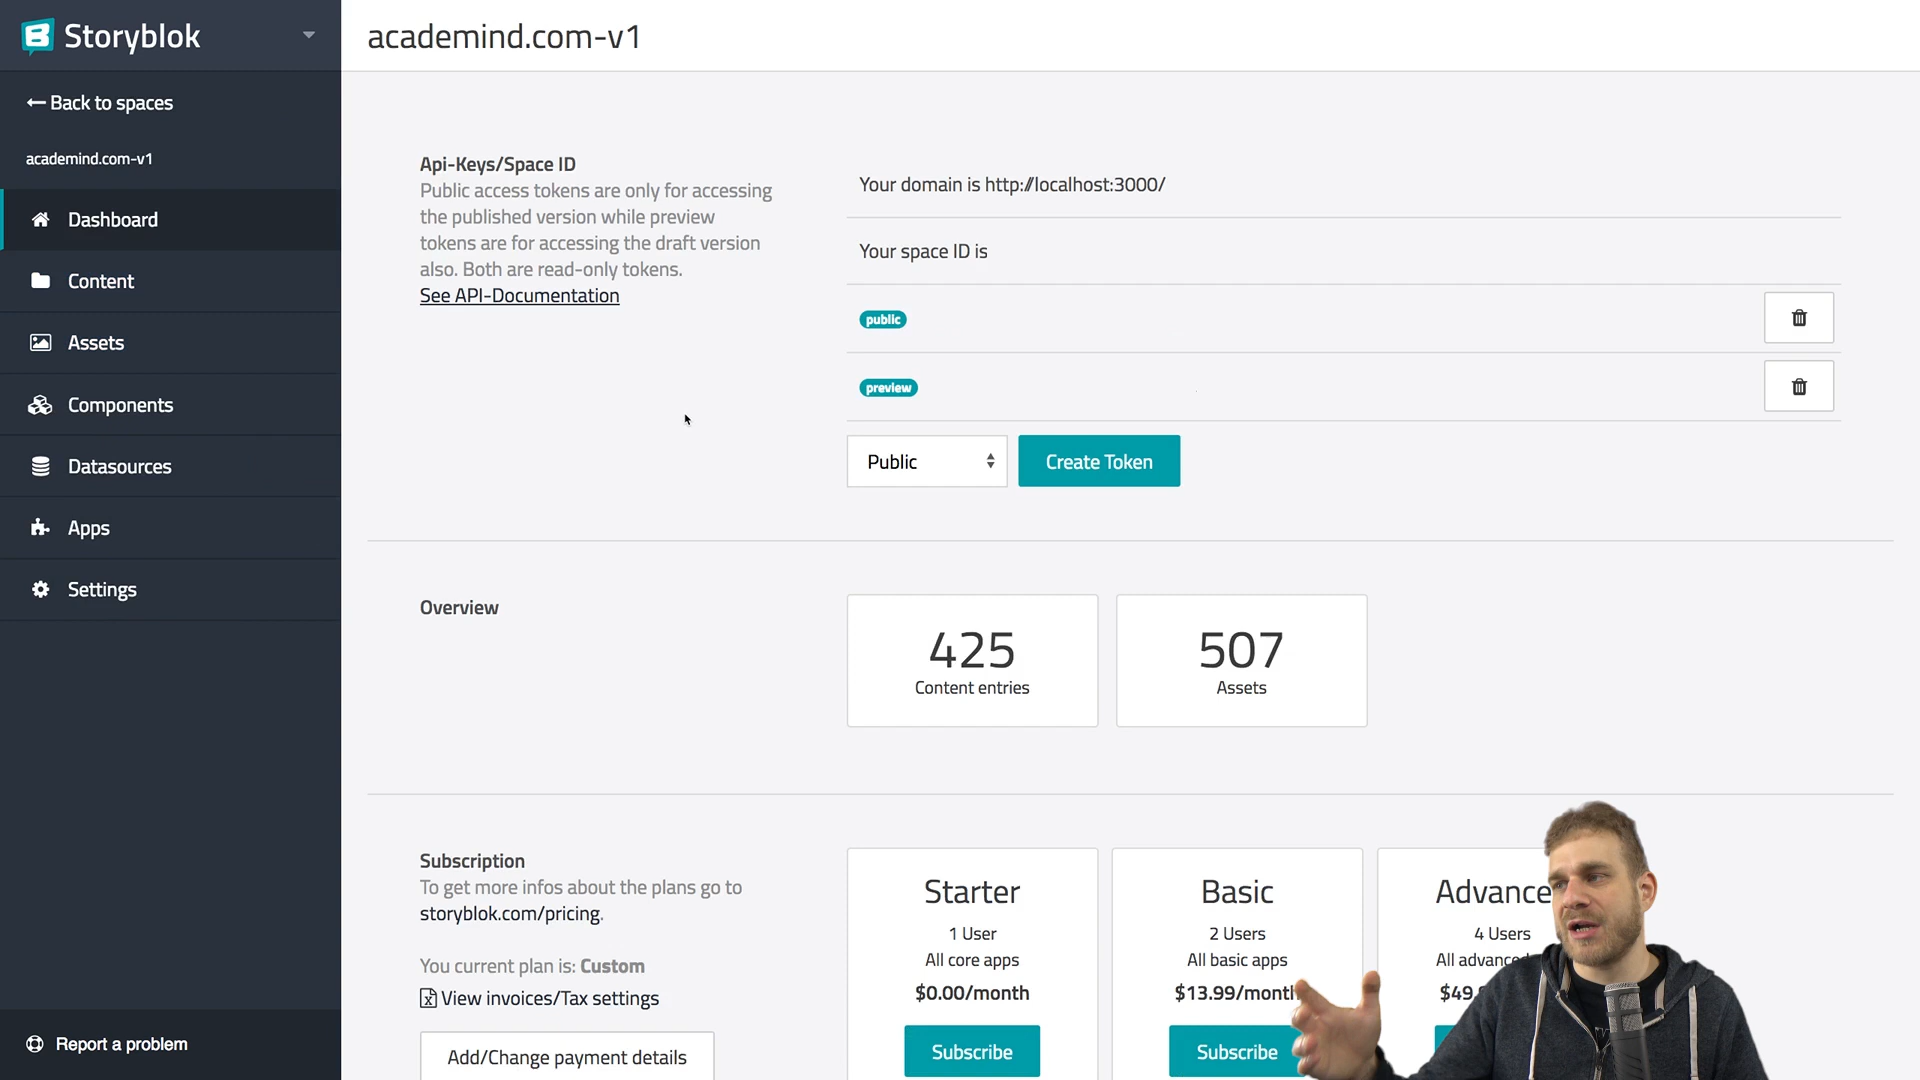 Storyblok
academind.com-v1
Back to spaces
academind.com-v1
Dashboard
Content
Assets
Components
Datasources
Apps
Settings
Report a problem
Api-Keys/Space ID
Public access tokens are only for accessing
the published version while preview
tokens are for accessing the draft version
also. Both are read-only tokens.
See API-Documentation
Your domain is http://localhost:3000/
Your space ID is
public
preview
Public
Create Token
Overview
425
Content entries
507
Assets
Subscription
To get more infos about the plans go to
storyblok.com/pricing.
You current plan is: Custom
View invoices/Tax settings
Add/Change payment details
Starter
1 User
All core apps
$0.00/month
Subscribe
Basic
2 Users
All basic apps
$13.99/month
Subscribe
Advance
4 Users
All advanced
$49.